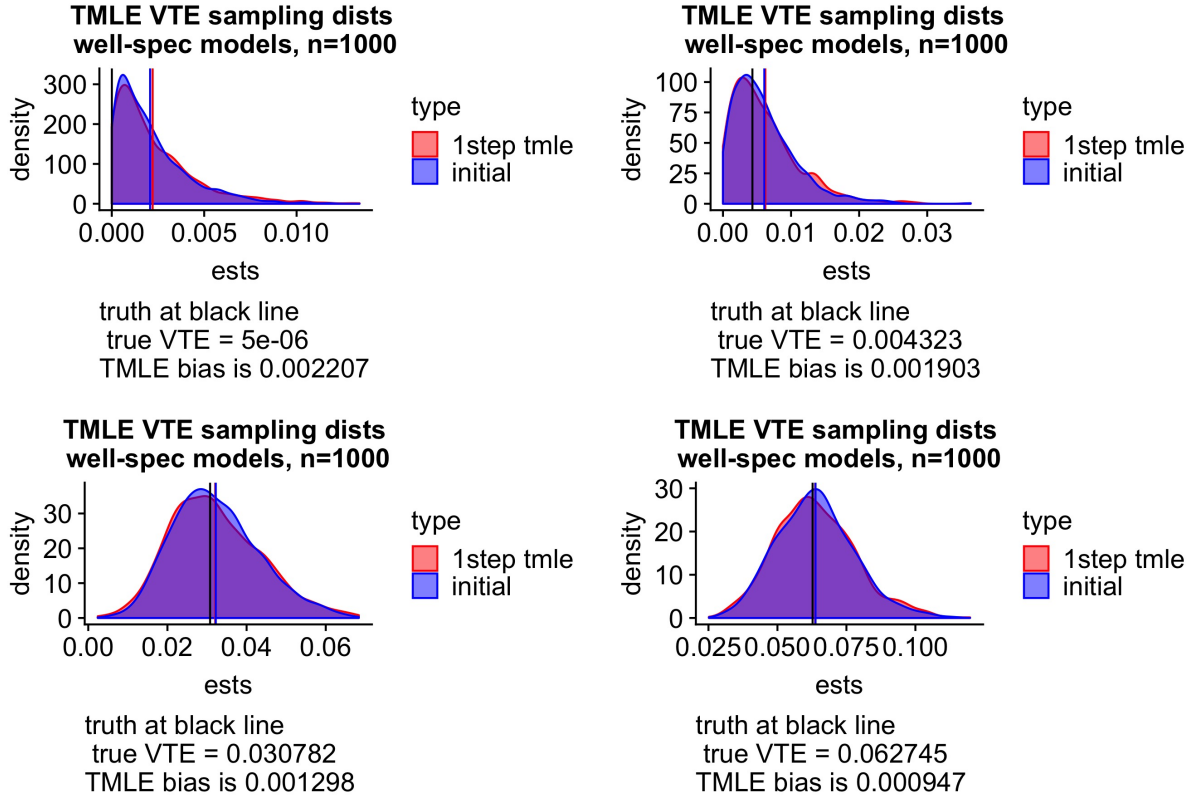 TMLE VTE sampling dists
well-spec models, n=1000
density
300
200
100
0
0.000 0.005 0.010
ests
type
1step tmle
initial
truth at black line
true VTE = 5e-06
TMLE bias is 0.002207
TMLE VTE sampling dists
well-spec models, n=1000
density
100
75
50
25
0
0.00 0.01 0.02 0.03
ests
type
1step tmle
initial
truth at black line
true VTE = 0.004323
TMLE bias is 0.001903
TMLE VTE sampling dists
well-spec models, n=1000
density
30
20
10
0
0.00 0.02 0.04 0.06
ests
type
1step tmle
initial
truth at black line
true VTE = 0.030782
TMLE bias is 0.001298
TMLE VTE sampling dists
well-spec models, n=1000
density
30
20
10
0
0.025 0.050 0.075 0.100
ests
type
1step tmle
initial
truth at black line
true VTE = 0.062745
TMLE bias is 0.000947